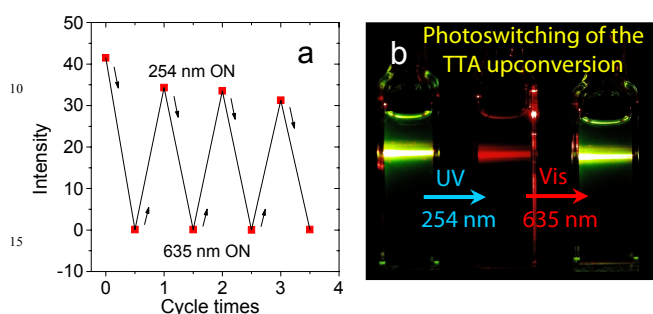 a
50
40
30
20
10
0
-10
254 nm ON
635 nm ON
0 1 2 3 4
Intensity
Cycle times
10
15
b
Photoswitching of the
TTA upconversion
UV
254 nm
Vis
635 nm